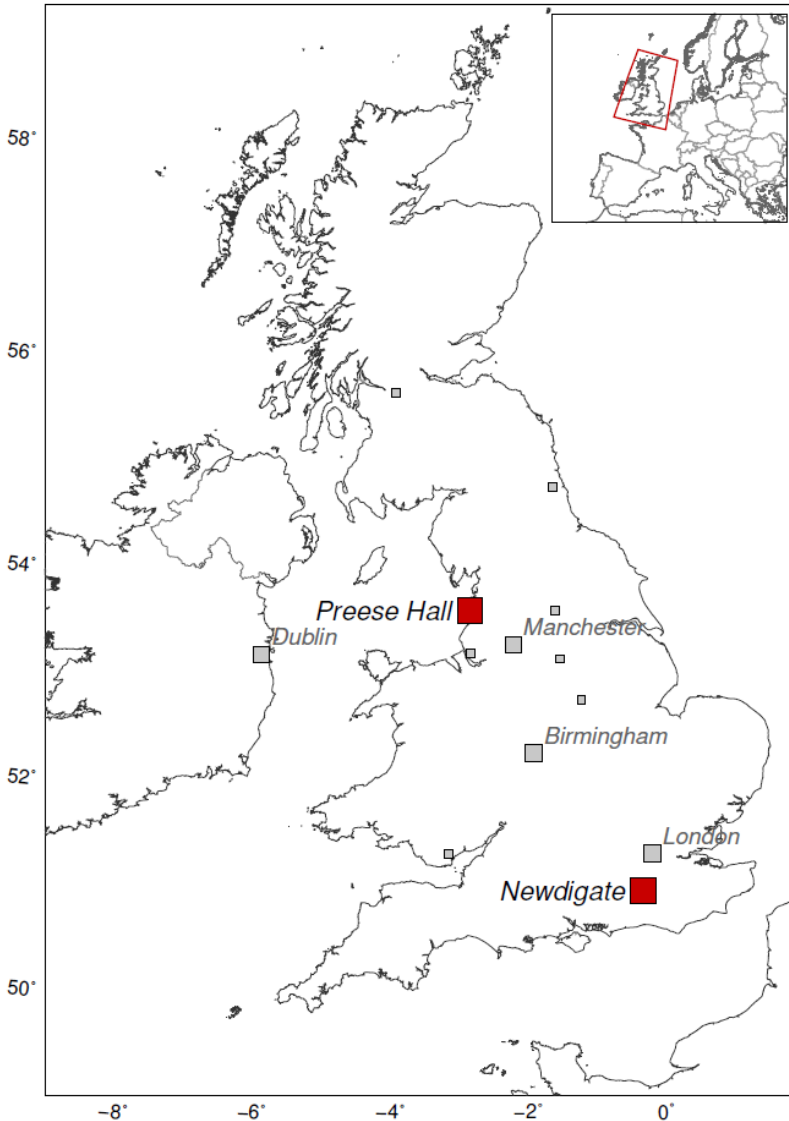 58°
56°
54°
Preese Hall
Dublin
Manchester
Birmingham
52°
London
Newdigate
50°
−8°
−6°
−4°
−2°
0°